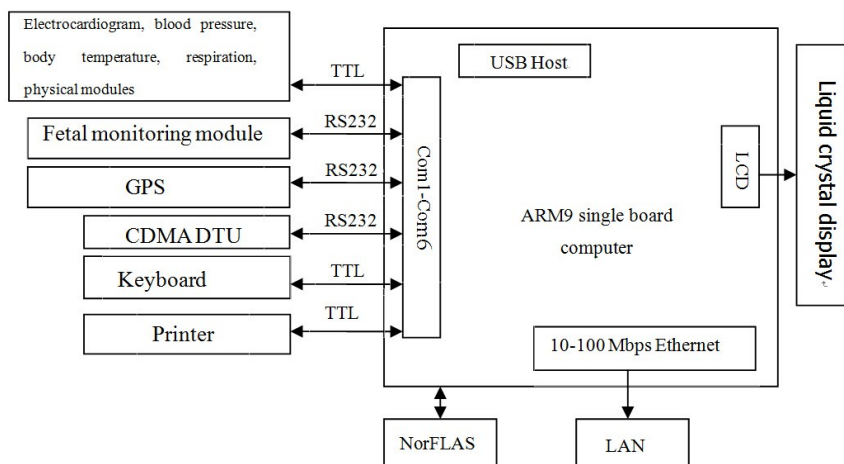 Electrocardiogram, blood pressure,
body temperature, respiration,
physical modules
TTL
Fetal monitoring module
RS232
GPS
RS232
CDMA DTU
RS232
Keyboard
TTL
Printer
TTL
Com1-Com6
USB Host
ARM9 single board
computer
LCD
Liquid crystal display
10-100 Mbps Ethernet
NorFLAS
LAN